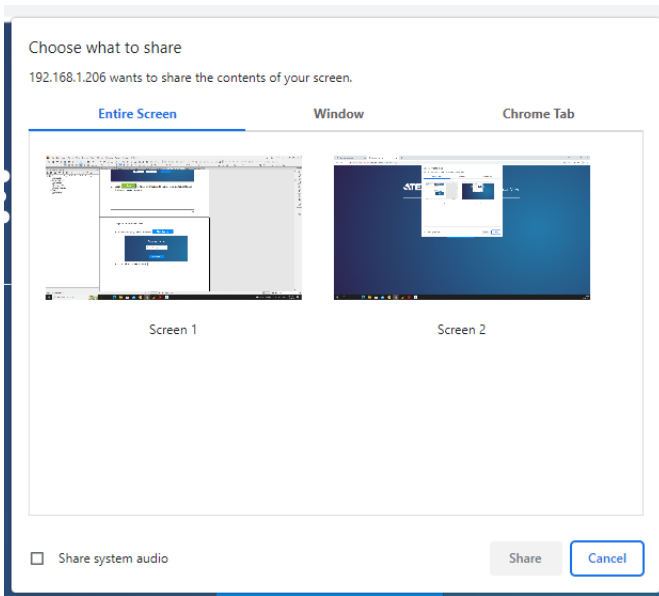 Choose what to share
192.168.1.206 wants to share the contents of your screen.
Entire Screen
Window
Chrome Tab
Screen 1
Screen 2
Share system audio
Share
Cancel